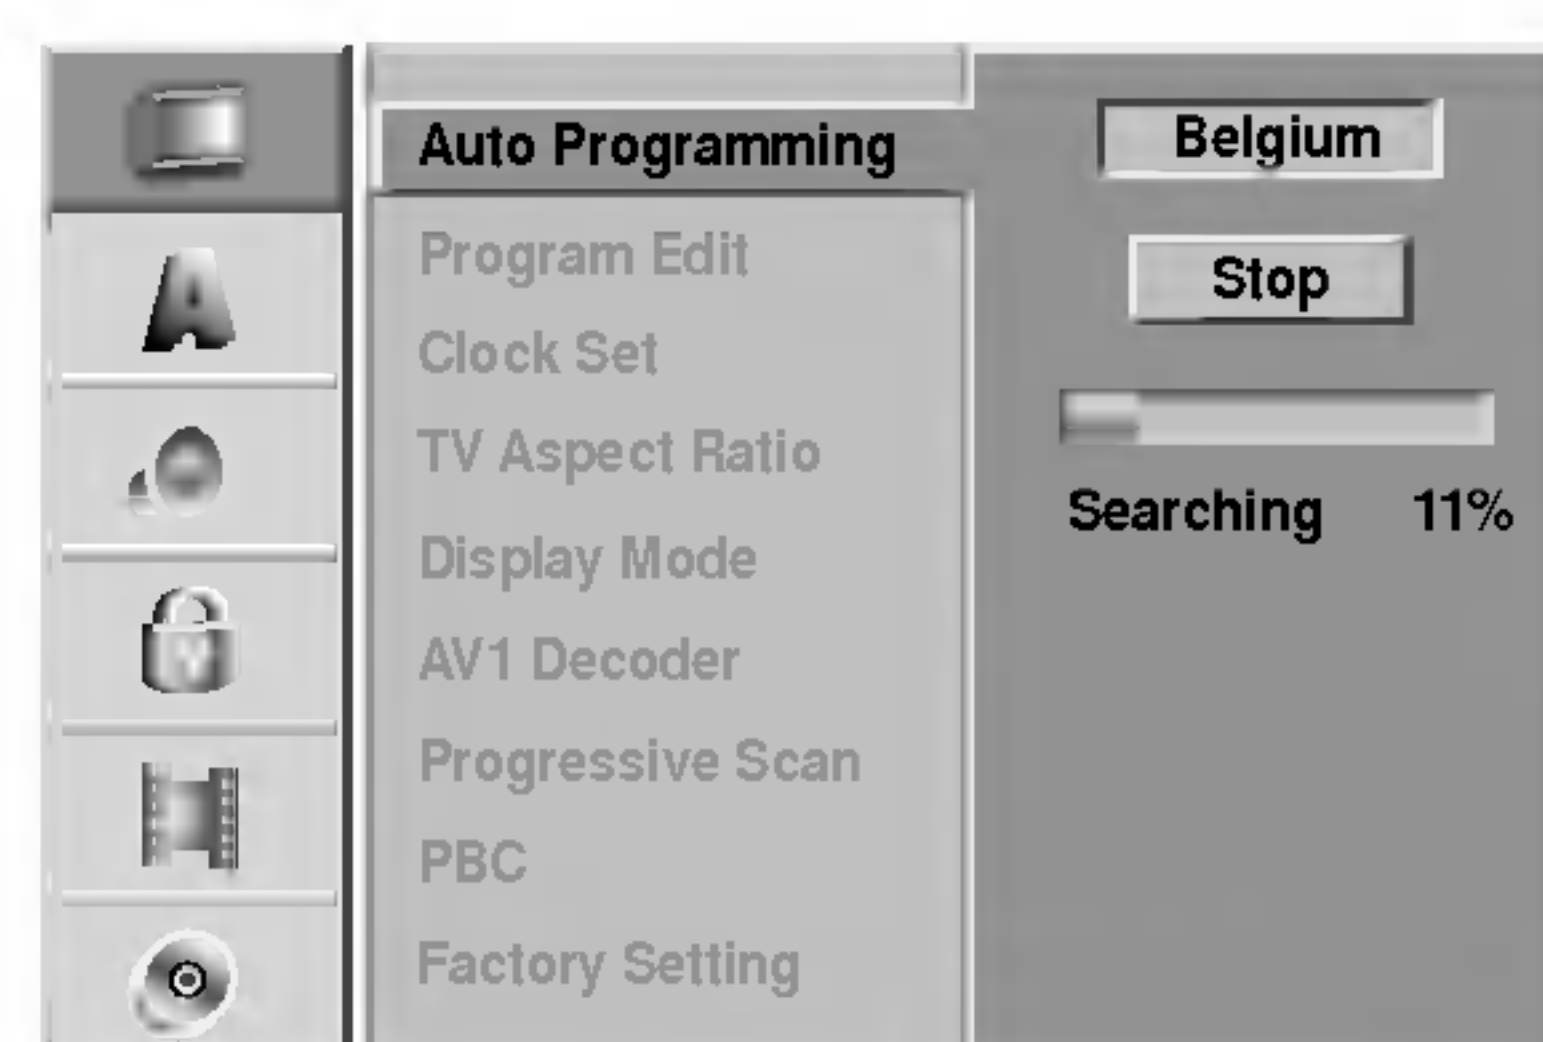 Auto Programming
Program Edit
Clock Set
TV Aspect Ratio
Display Mode
AV1 Decoder
Progressive Scan
PBC
Factory Setting
Belgium
Stop
Searching 11%
A